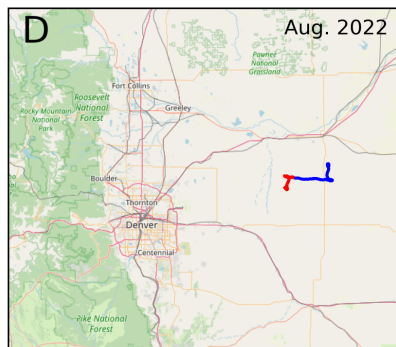 D
Aug. 2022
Pawnee
National
Grassland
Fort Collins
Roosevelt
National
Forest
Greeley
Rocky Mountain
National
Park
Boulder
Thornton
Denver
Centennial
Pike National
Forest